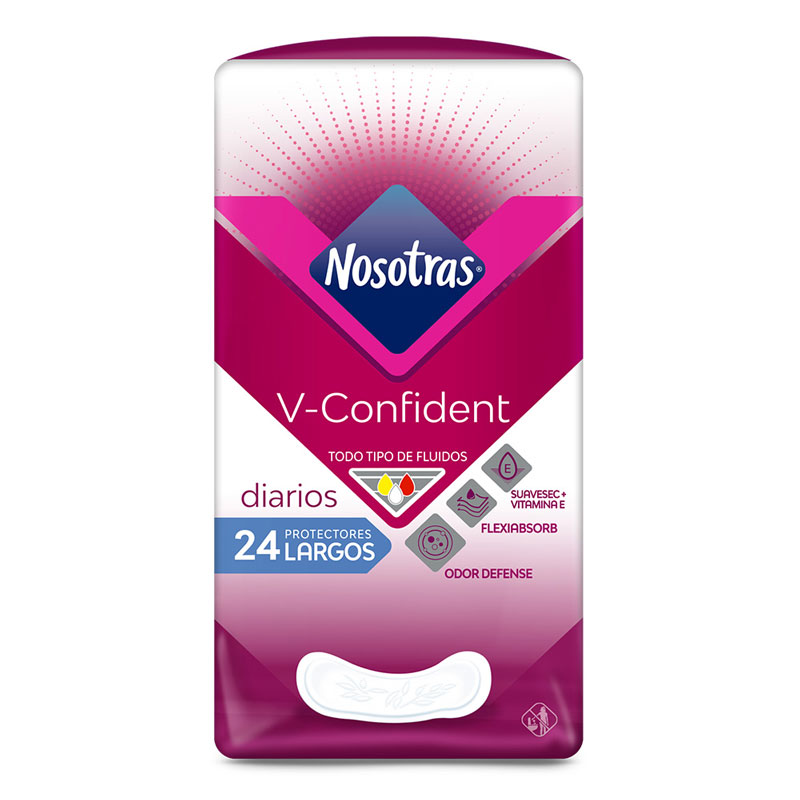 Nosotras®
V-Confident
TODO TIPO DE FLUIDOS
diarios
24 PROTECTORES
LARGOS
E
SUAVESEC +
VITAMINA E
FLEXIABSORB
ODOR DEFENSE